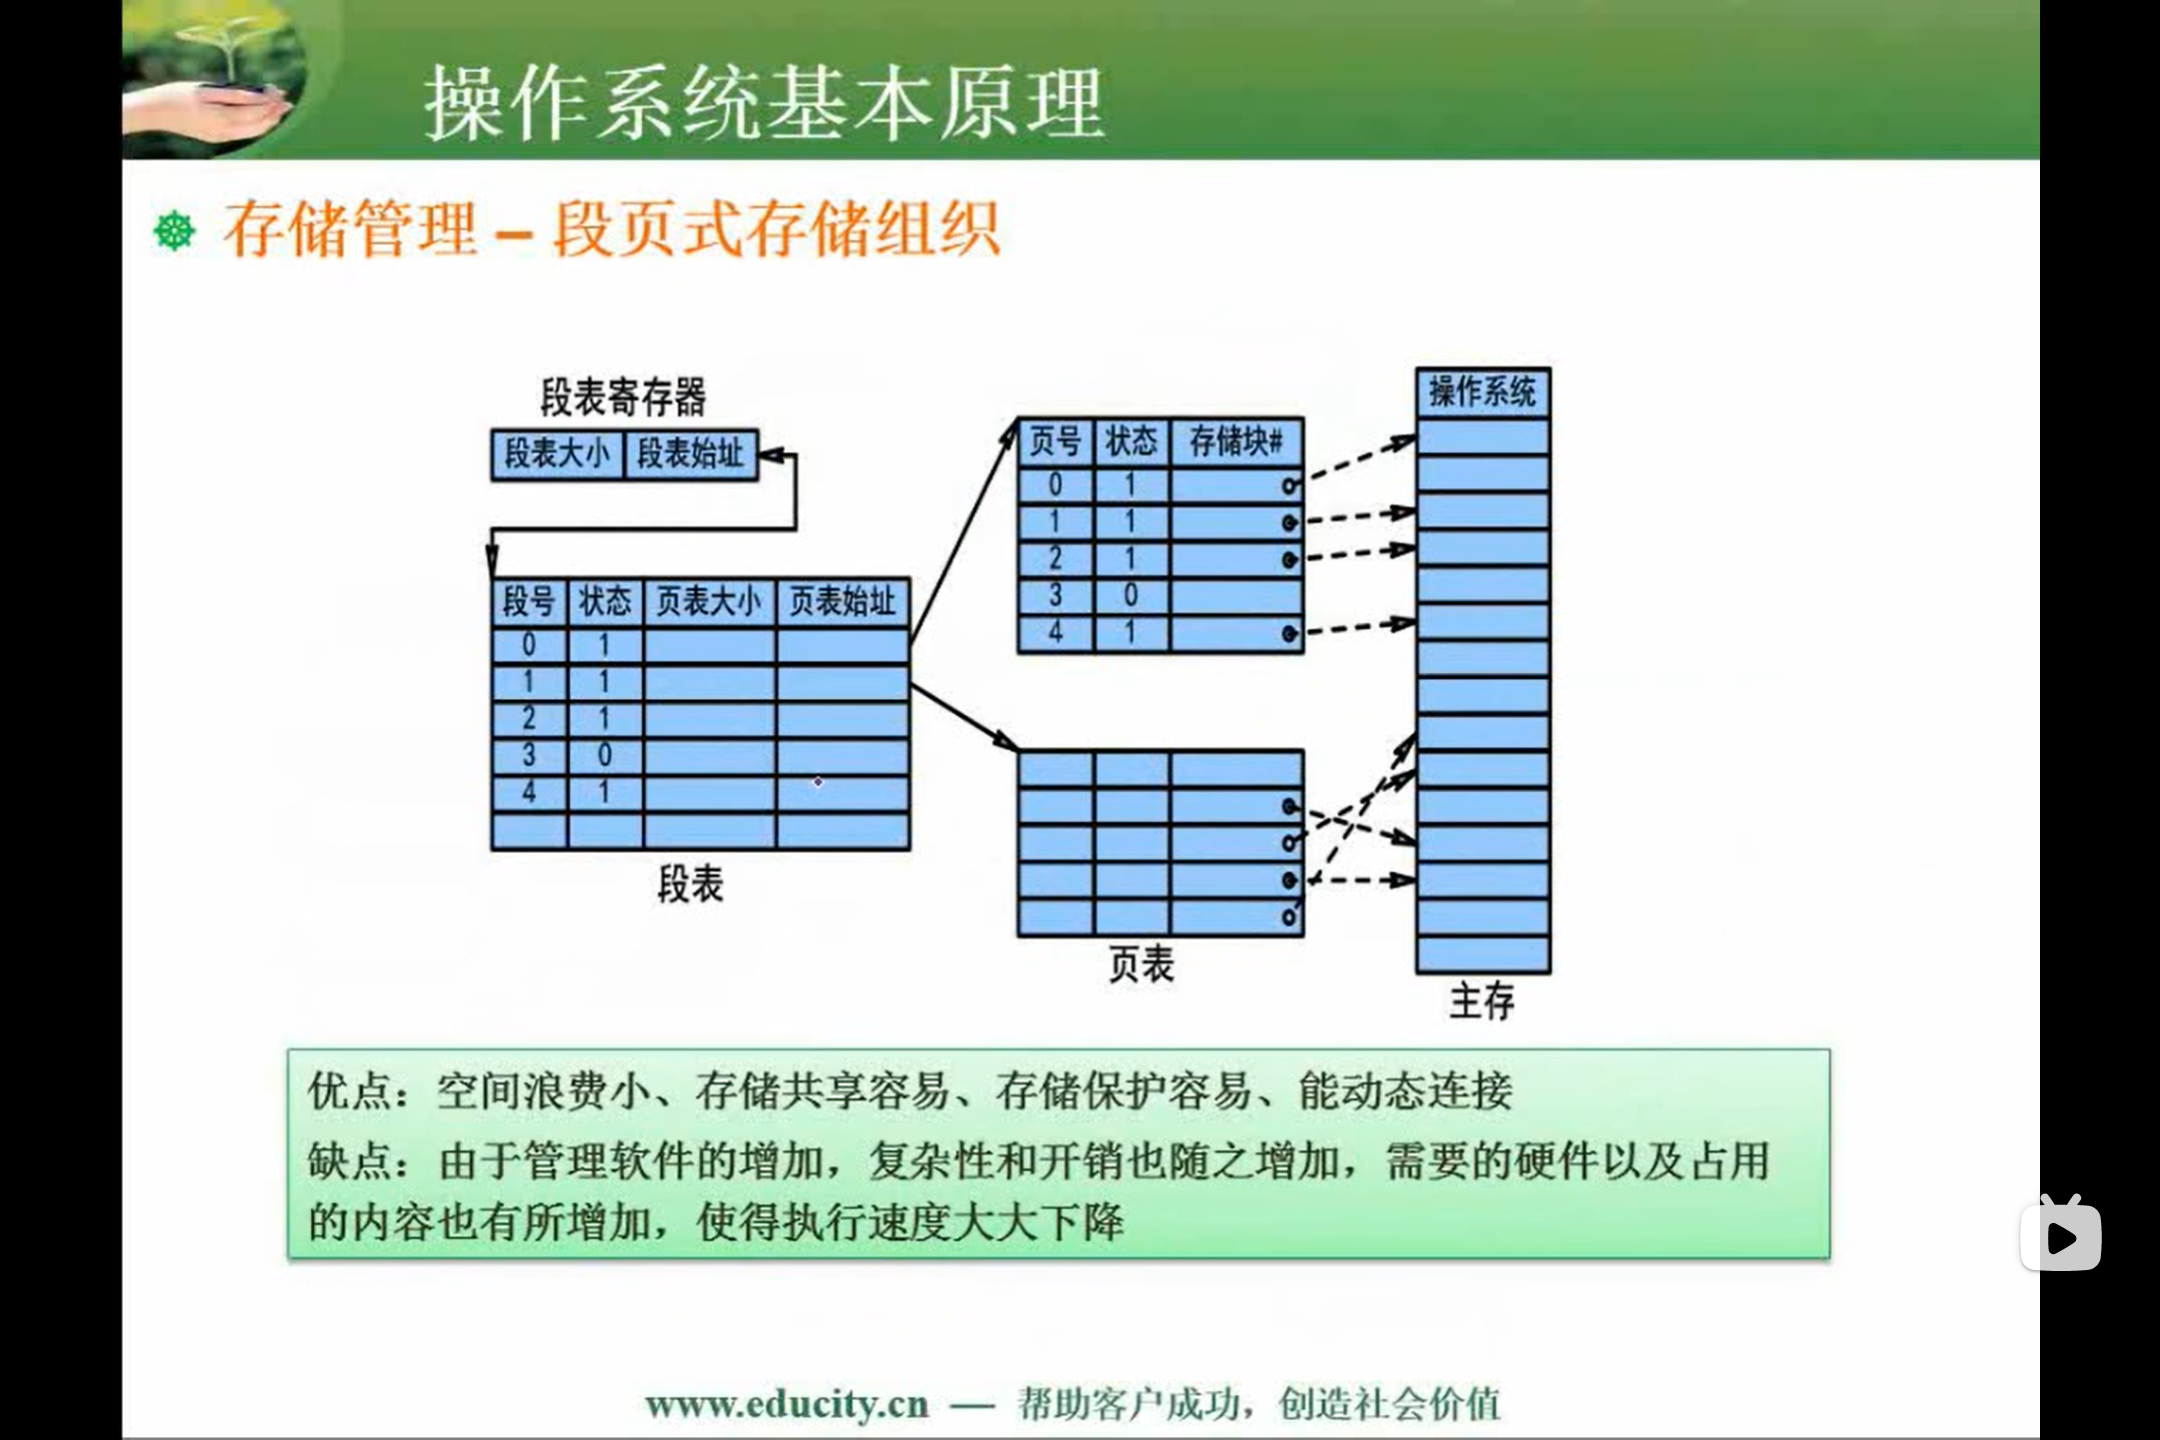 操作系统基本原理
存储管理 – 段页式存储组织
段表寄存器
段表大小 段表始址
段号 状态 页表大小 页表始址
0 1
1 1
2 1
3 0
4 1
段表
页号 状态 存储块#
0 1
1 1
2 1
3 0
4 1
页表
操作系统
主存
优点：空间浪费小、存储共享容易、存储保护容易、能动态连接
缺点：由于管理软件的增加，复杂性和开销也随之增加，需要的硬件以及占用
的内容也有所增加，使得执行速度大大下降
www.educity.cn — 帮助客户成功，创造社会价值